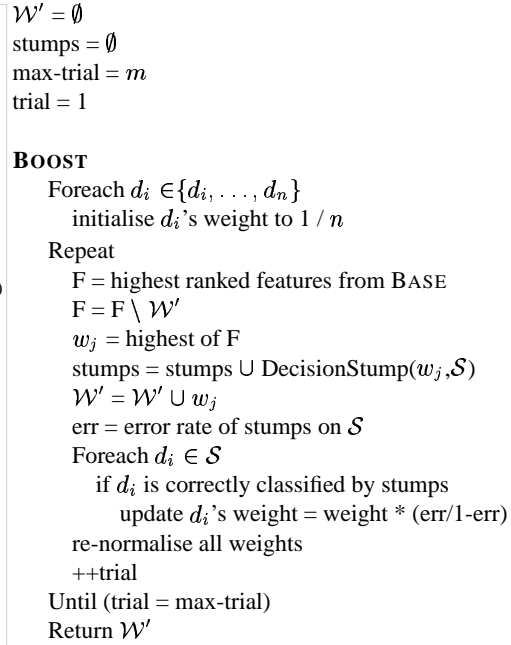 𝒲′ = ∅
stumps = ∅
max-trial = m
trial = 1
BOOST
Foreach dᵢ ∈{dᵢ, . . . , dₙ}
initialise dᵢ's weight to 1 / n
Repeat
F = highest ranked features from BASE
F = F \ 𝒲′
wⱼ = highest of F
stumps = stumps ∪ DecisionStump(wⱼ,𝒮)
𝒲′ = 𝒲′ ∪ wⱼ
err = error rate of stumps on 𝒮
Foreach dᵢ ∈ 𝒮
if dᵢ is correctly classified by stumps
update dᵢ's weight = weight * (err/1-err)
re-normalise all weights
++trial
Until (trial = max-trial)
Return 𝒲′